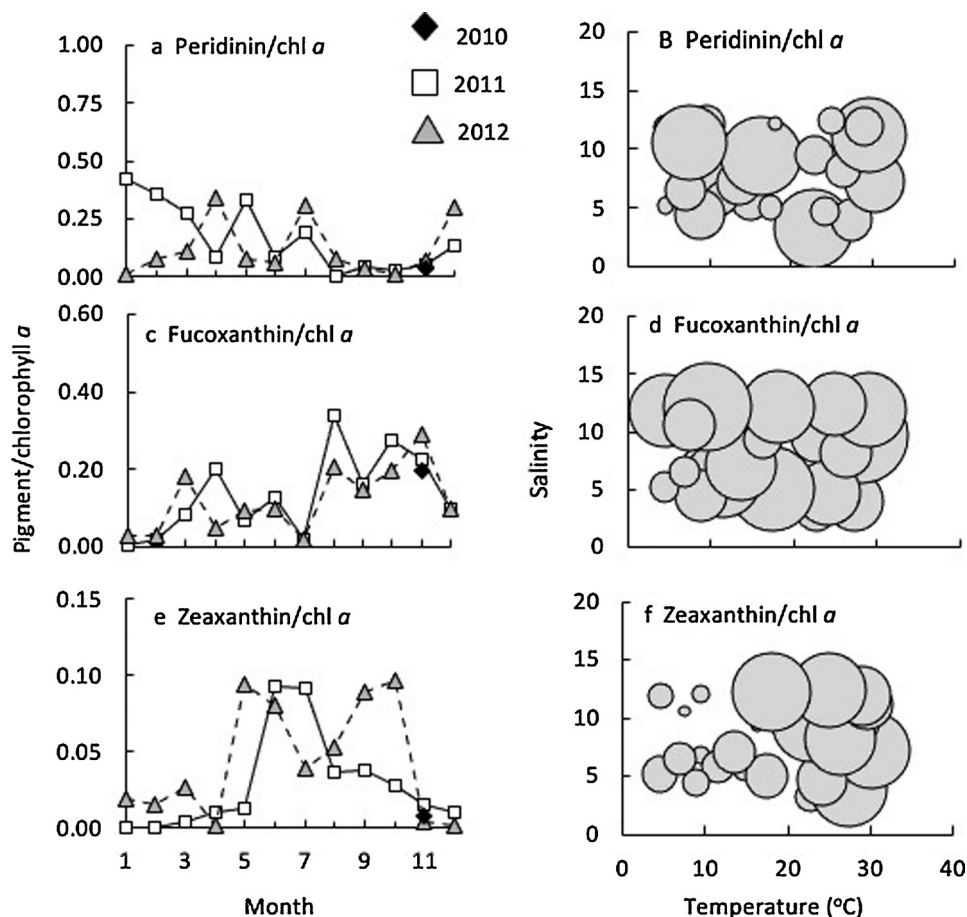 a Peridinin/chl a
2010
2011
2012
1.00
0.75
0.50
0.25
0.00
B Peridinin/chl a
20
15
10
5
0
c Fucoxanthin/chl a
0.60
0.40
0.20
0.00
d Fucoxanthin/chl a
20
15
10
5
0
e Zeaxanthin/chl a
0.15
0.10
0.05
0.00
1 3 5 7 9 11
Month
Pigment/chlorophyll a
f Zeaxanthin/chl a
20
15
10
5
0
0 10 20 30 40
Temperature (°C)
Salinity